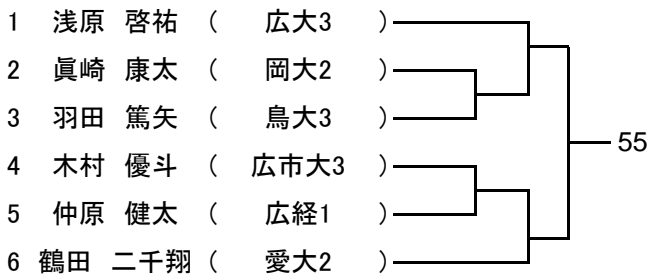 1 浅原 啓祐 ( 広大3 )
2 眞崎 康太 ( 岡大2 )
3 羽田 篤矢 ( 鳥大3 )
55
4 木村 優斗 ( 広市大3 )
5 仲原 健太 ( 広経1 )
6 鶴田 二千翔 ( 愛大2 )